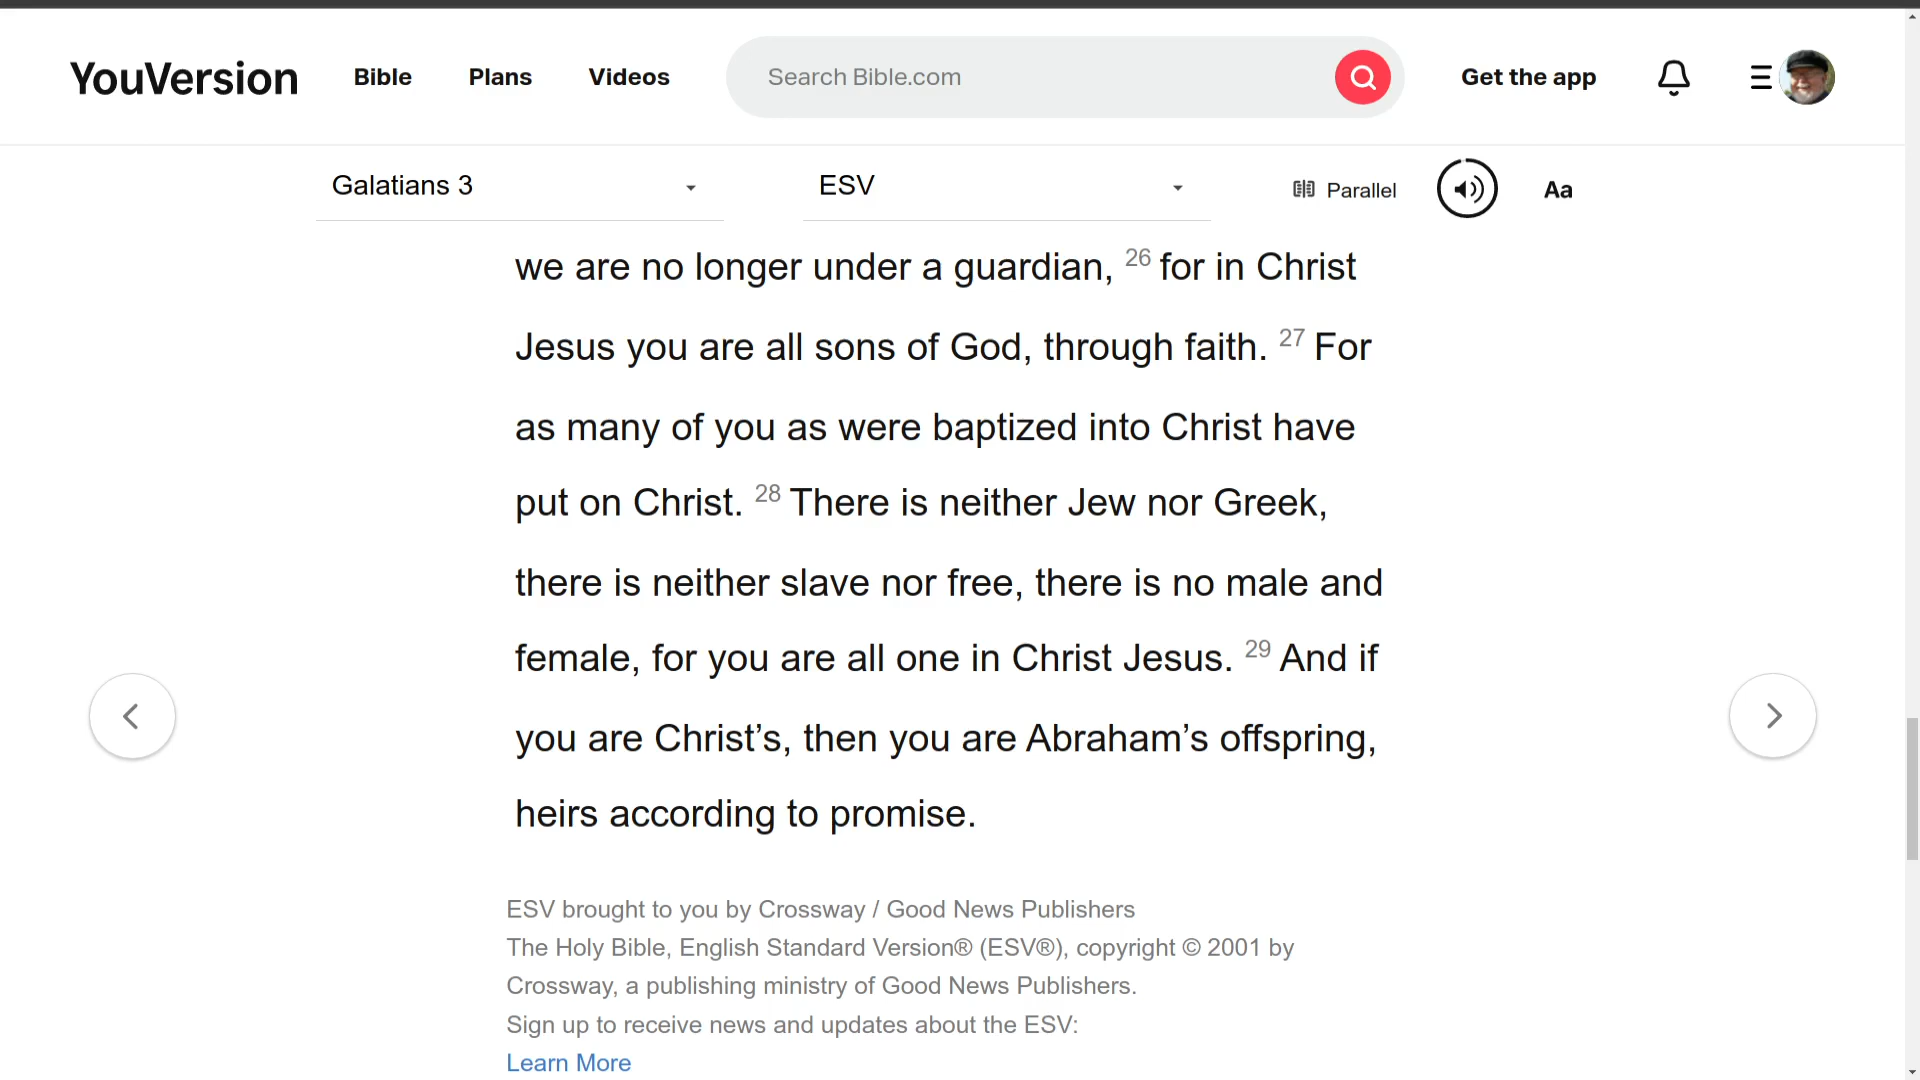 YouVersion Bible Plans Videos Search Bible.com Get the app
Galatians 3 ESV Parallel Aa
we are no longer under a guardian, 26 for in Christ
Jesus you are all sons of God, through faith. 27 For
as many of you as were baptized into Christ have
put on Christ. 28 There is neither Jew nor Greek,
there is neither slave nor free, there is no male and
female, for you are all one in Christ Jesus. 29 And if
you are Christ’s, then you are Abraham’s offspring,
heirs according to promise.
ESV brought to you by Crossway / Good News Publishers
The Holy Bible, English Standard Version® (ESV®), copyright © 2001 by
Crossway, a publishing ministry of Good News Publishers.
Sign up to receive news and updates about the ESV:
Learn More